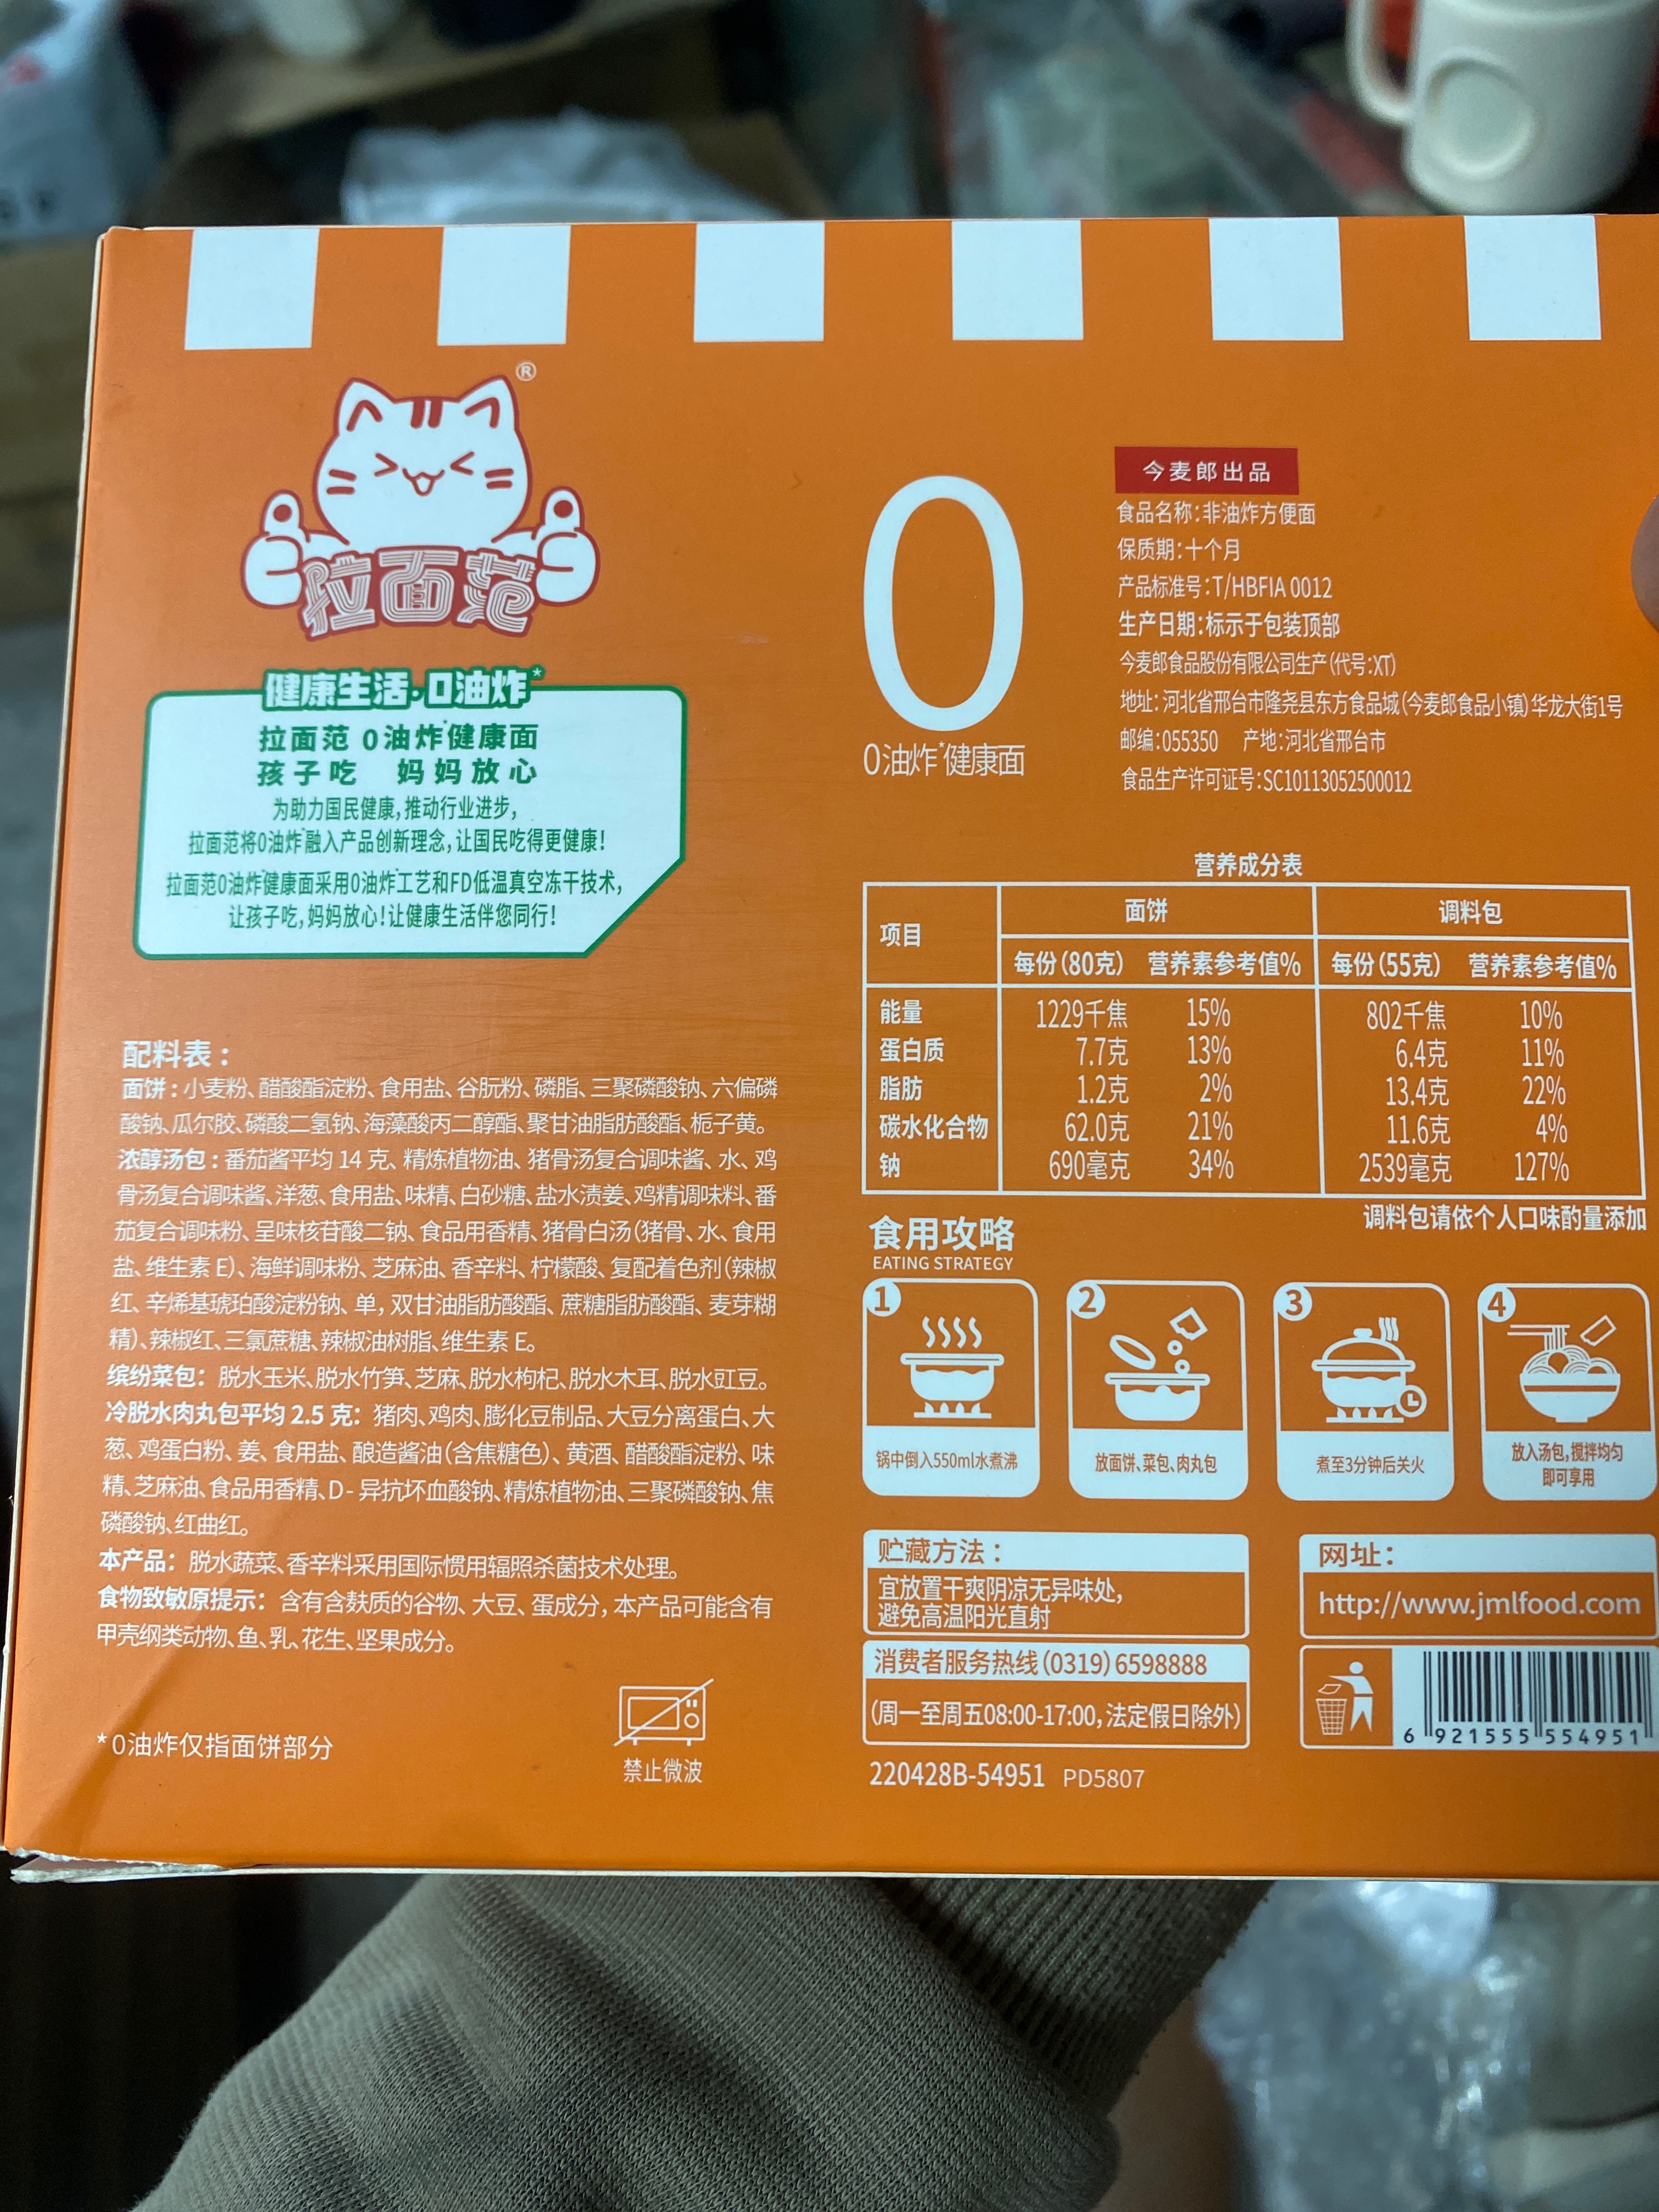 ®
拉面范
健康生活·0油炸*
拉面范 0油炸*健康面
孩子吃 妈妈放心
为助力国民健康,推动行业进步,
拉面范将0油炸*融入产品创新理念,让国民吃得更健康!
拉面范0油炸*健康面采用0油炸*工艺和FD低温真空冻干技术,
让孩子吃,妈妈放心!让健康生活伴您同行!
配料表：
面饼：小麦粉、醋酸酯淀粉、食用盐、谷朊粉、磷脂、三聚磷酸钠、六偏磷
酸钠、瓜尔胶、磷酸二氢钠、海藻酸丙二醇酯、聚甘油脂肪酸酯、栀子黄。
浓醇汤包：番茄酱平均 14 克、精炼植物油、猪骨汤复合调味酱、水、鸡
骨汤复合调味酱、洋葱、食用盐、味精、白砂糖、盐水渍姜、鸡精调味料、番
茄复合调味粉、呈味核苷酸二钠、食品用香精、猪骨白汤(猪骨、水、食用
盐、维生素 E)、海鲜调味粉、芝麻油、香辛料、柠檬酸、复配着色剂(辣椒
红、辛烯基琥珀酸淀粉钠、单,双甘油脂肪酸酯、蔗糖脂肪酸酯、麦芽糊
精)、辣椒红、三氯蔗糖、辣椒油树脂、维生素 E。
缤纷菜包：脱水玉米、脱水竹笋、芝麻、脱水枸杞、脱水木耳、脱水豇豆。
冷脱水肉丸包平均 2.5 克：猪肉、鸡肉、膨化豆制品、大豆分离蛋白、大
葱、鸡蛋白粉、姜、食用盐、酿造酱油(含焦糖色)、黄酒、醋酸酯淀粉、味
精、芝麻油、食品用香精、D- 异抗坏血酸钠、精炼植物油、三聚磷酸钠、焦
磷酸钠、红曲红。
本产品：脱水蔬菜、香辛料采用国际惯用辐照杀菌技术处理。
食物致敏原提示：含有含麸质的谷物、大豆、蛋成分,本产品可能含有
甲壳纲类动物、鱼、乳、花生、坚果成分。
*0油炸仅指面饼部分
禁止微波
0
0油炸*健康面
今麦郎出品
食品名称:非油炸方便面
保质期:十个月
产品标准号:T/HBFIA 0012
生产日期:标示于包装顶部
今麦郎食品股份有限公司生产(代号:XT)
地址: 河北省邢台市隆尧县东方食品城(今麦郎食品小镇)华龙大街1号
邮编:055350 产地:河北省邢台市
食品生产许可证号:SC10113052500012
营养成分表
项目 面饼 调料包
每份(80克) 营养素参考值% 每份(55克) 营养素参考值%
能量 1229千焦 15% 802千焦 10%
蛋白质 7.7克 13% 6.4克 11%
脂肪 1.2克 2% 13.4克 22%
碳水化合物 62.0克 21% 11.6克 4%
钠 690毫克 34% 2539毫克 127%
调料包请依个人口味酌量添加
食用攻略
EATING STRATEGY
1
锅中倒入550ml水煮沸
2
放面饼、菜包、肉丸包
3
煮至3分钟后关火
4
放入汤包,搅拌均匀
即可享用
贮藏方法：
宜放置干爽阴凉无异味处,
避免高温阳光直射
网址：
http://www.jmlfood.com
消费者服务热线(0319)6598888
(周一至周五08:00-17:00,法定假日除外)
6 921555 554951
220428B-54951 PD5807